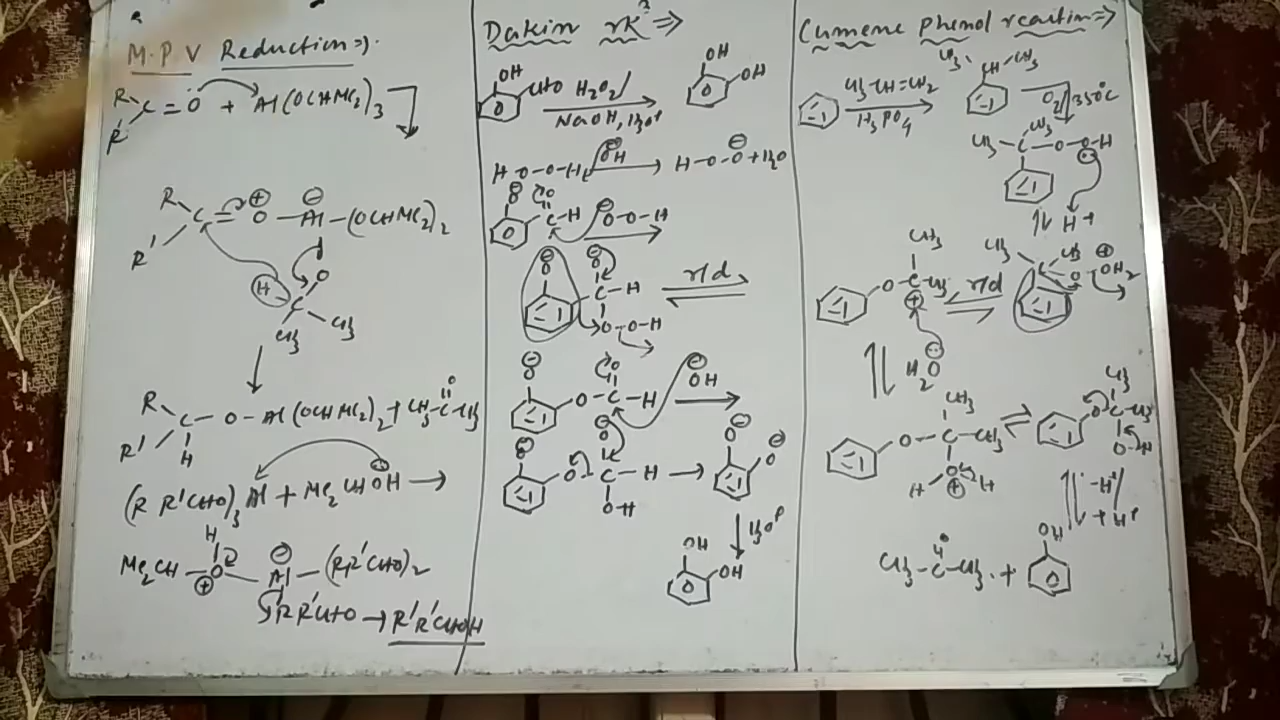 M.P.V Reduction ⇒
R
R' C=O + Al(OCHMe2)3
R
R' C=O⊕ – Al⊖ – (OCHMe2)2
H C O
CH3 CH3
R
R' C – O – Al(OCHMe2)2 + CH3-C-CH3
H
(R R'CHO)3 Al + Me2CHOH →
H
Me2CH – O⊕ – Al⊖ – (RR'CHO)2
RR'CHO → R'R'CHOH
Dakin rxn ⇒
OH CHO H2O2/ OH OH
NaOH, H3O⊕
H-O-O-H ⊖OH → H-O-O⊖ + H2O
O⊖ O
C-H ⊖O-O-H
O⊖ O⊖
C – H r/d
O-O-H
O⊖ O
O – C – H ⊖OH
O⊖ O⊖
O – C – H → O⊖ O⊖
OH
H3O⊕
OH
OH
Cumene phenol reaction ⇒
CH3-CH=CH2
H3PO4
CH3 CH CH3
O2/350°C
CH3 – C – O – O-H
CH3
H+
CH3
O – C⊕ – CH3 r/d
CH3 CH3
C O ⊕OH2
H2O
CH3
O – C – CH3
H O⊕ H
CH3
O C CH3
O-H
-H⊕/
+H⊕
CH3 – C – CH3 + OH